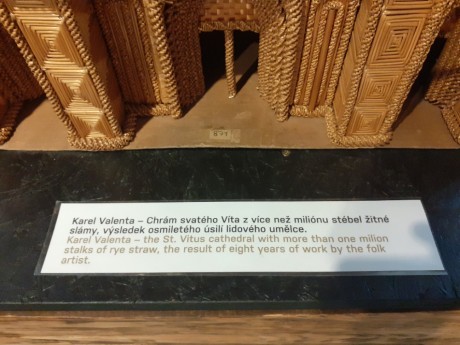 Karel Valenta – Chrám svatého Víta z více než miliónu stébel žitné
slámy, výsledek osmiletého úsilí lidového umělce.
Karel Valenta – the St. Vitus cathedral with more than one milion
stalks of rye straw, the result of eight years of work by the folk
artist.